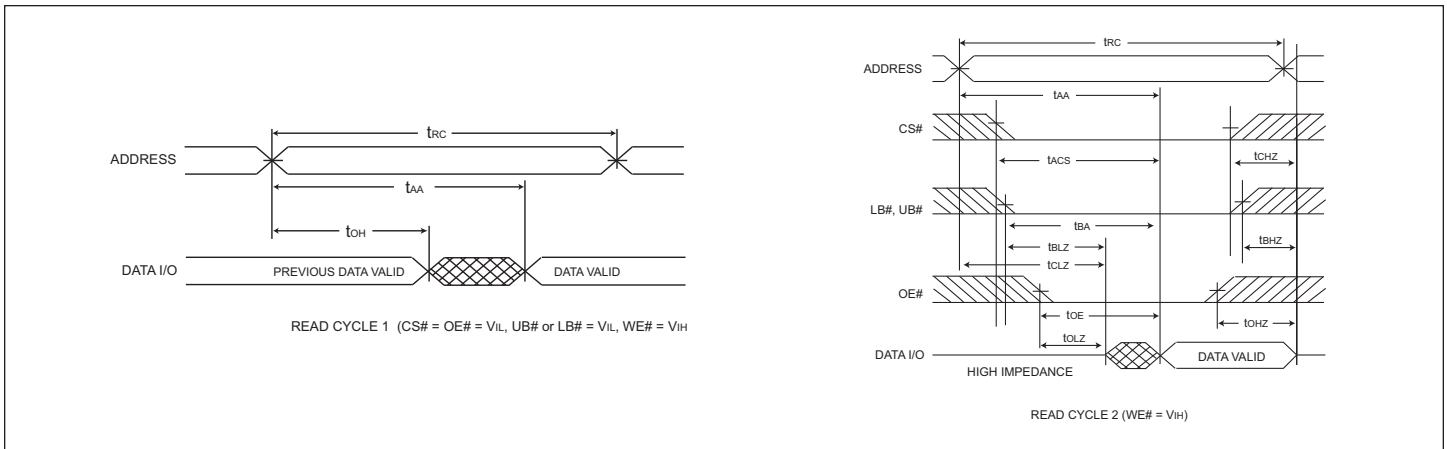 tRC
ADDRESS
tAA
tOH
DATA I/O
PREVIOUS DATA VALID
DATA VALID
READ CYCLE 1 (CS# = OE# = VIL, UB# or LB# = VIL, WE# = VIH
tRC
ADDRESS
tAA
CS#
tACS
tCHZ
LB#, UB#
tBA
tBLZ
tBHZ
tCLZ
OE#
tOE
tOHZ
tOLZ
DATA I/O
DATA VALID
HIGH IMPEDANCE
READ CYCLE 2 (WE# = VIH)